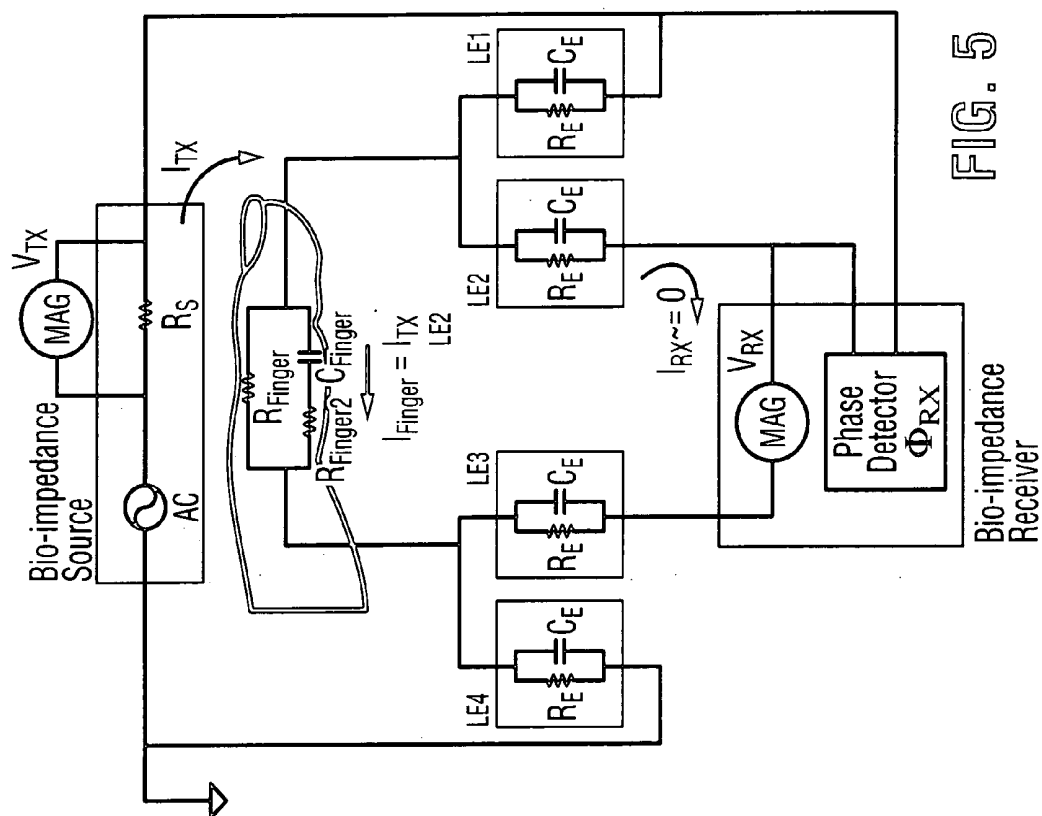 Bio-impedance
Source
V_TX
MAG
AC
R_S
I_TX
R_Finger
R_Finger2
C_Finger
I_Finger = I_TX
LE2
LE4
R_E
C_E
LE3
R_E
C_E
LE2
R_E
C_E
LE1
R_E
C_E
I_RX ~= 0
V_RX
MAG
Phase
Detector
Φ_RX
Bio-impedance
Receiver
FIG. 5